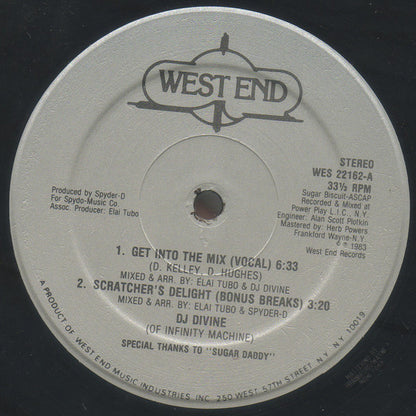 WEST END
STEREO
WES 22162-A
33⅓ RPM
Sugar Biscuit-ASCAP
Recorded & Mixed at
Power Play L.I.C., N.Y.
Engineer: Alan Scott Plotkin
Mastered by: Herb Powers
Frankford Wayne-N.Y.
℗ 1983
West End Records
Produced by Spyder-D
For Spydo-Music Co.
Assoc. Producer: Elai Tubo
1. GET INTO THE MIX (VOCAL) 6:33
(D. KELLEY, D. HUGHES)
MIXED & ARR. BY: ELAI TUBO & DJ DIVINE
2. SCRATCHER'S DELIGHT (BONUS BREAKS) 3:20
MIXED & ARR. BY: ELAI TUBO & SPYDER-D
DJ DIVINE
(OF INFINITY MACHINE)
SPECIAL THANKS TO "SUGAR DADDY"
A PRODUCT OF WEST END MUSIC INDUSTRIES INC. 250 WEST 57TH STREET, NY, NY 10019